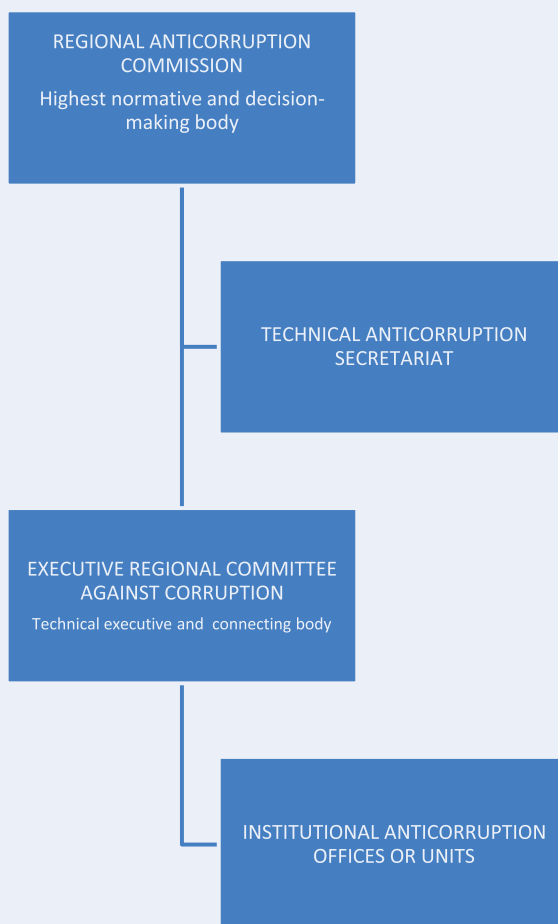 REGIONAL ANTICORRUPTION
COMMISSION
Highest normative and decision-
making body
TECHNICAL ANTICORRUPTION
SECRETARIAT
EXECUTIVE REGIONAL COMMITTEE
AGAINST CORRUPTION
Technical executive and  connecting body
INSTITUTIONAL ANTICORRUPTION
OFFICES OR UNITS